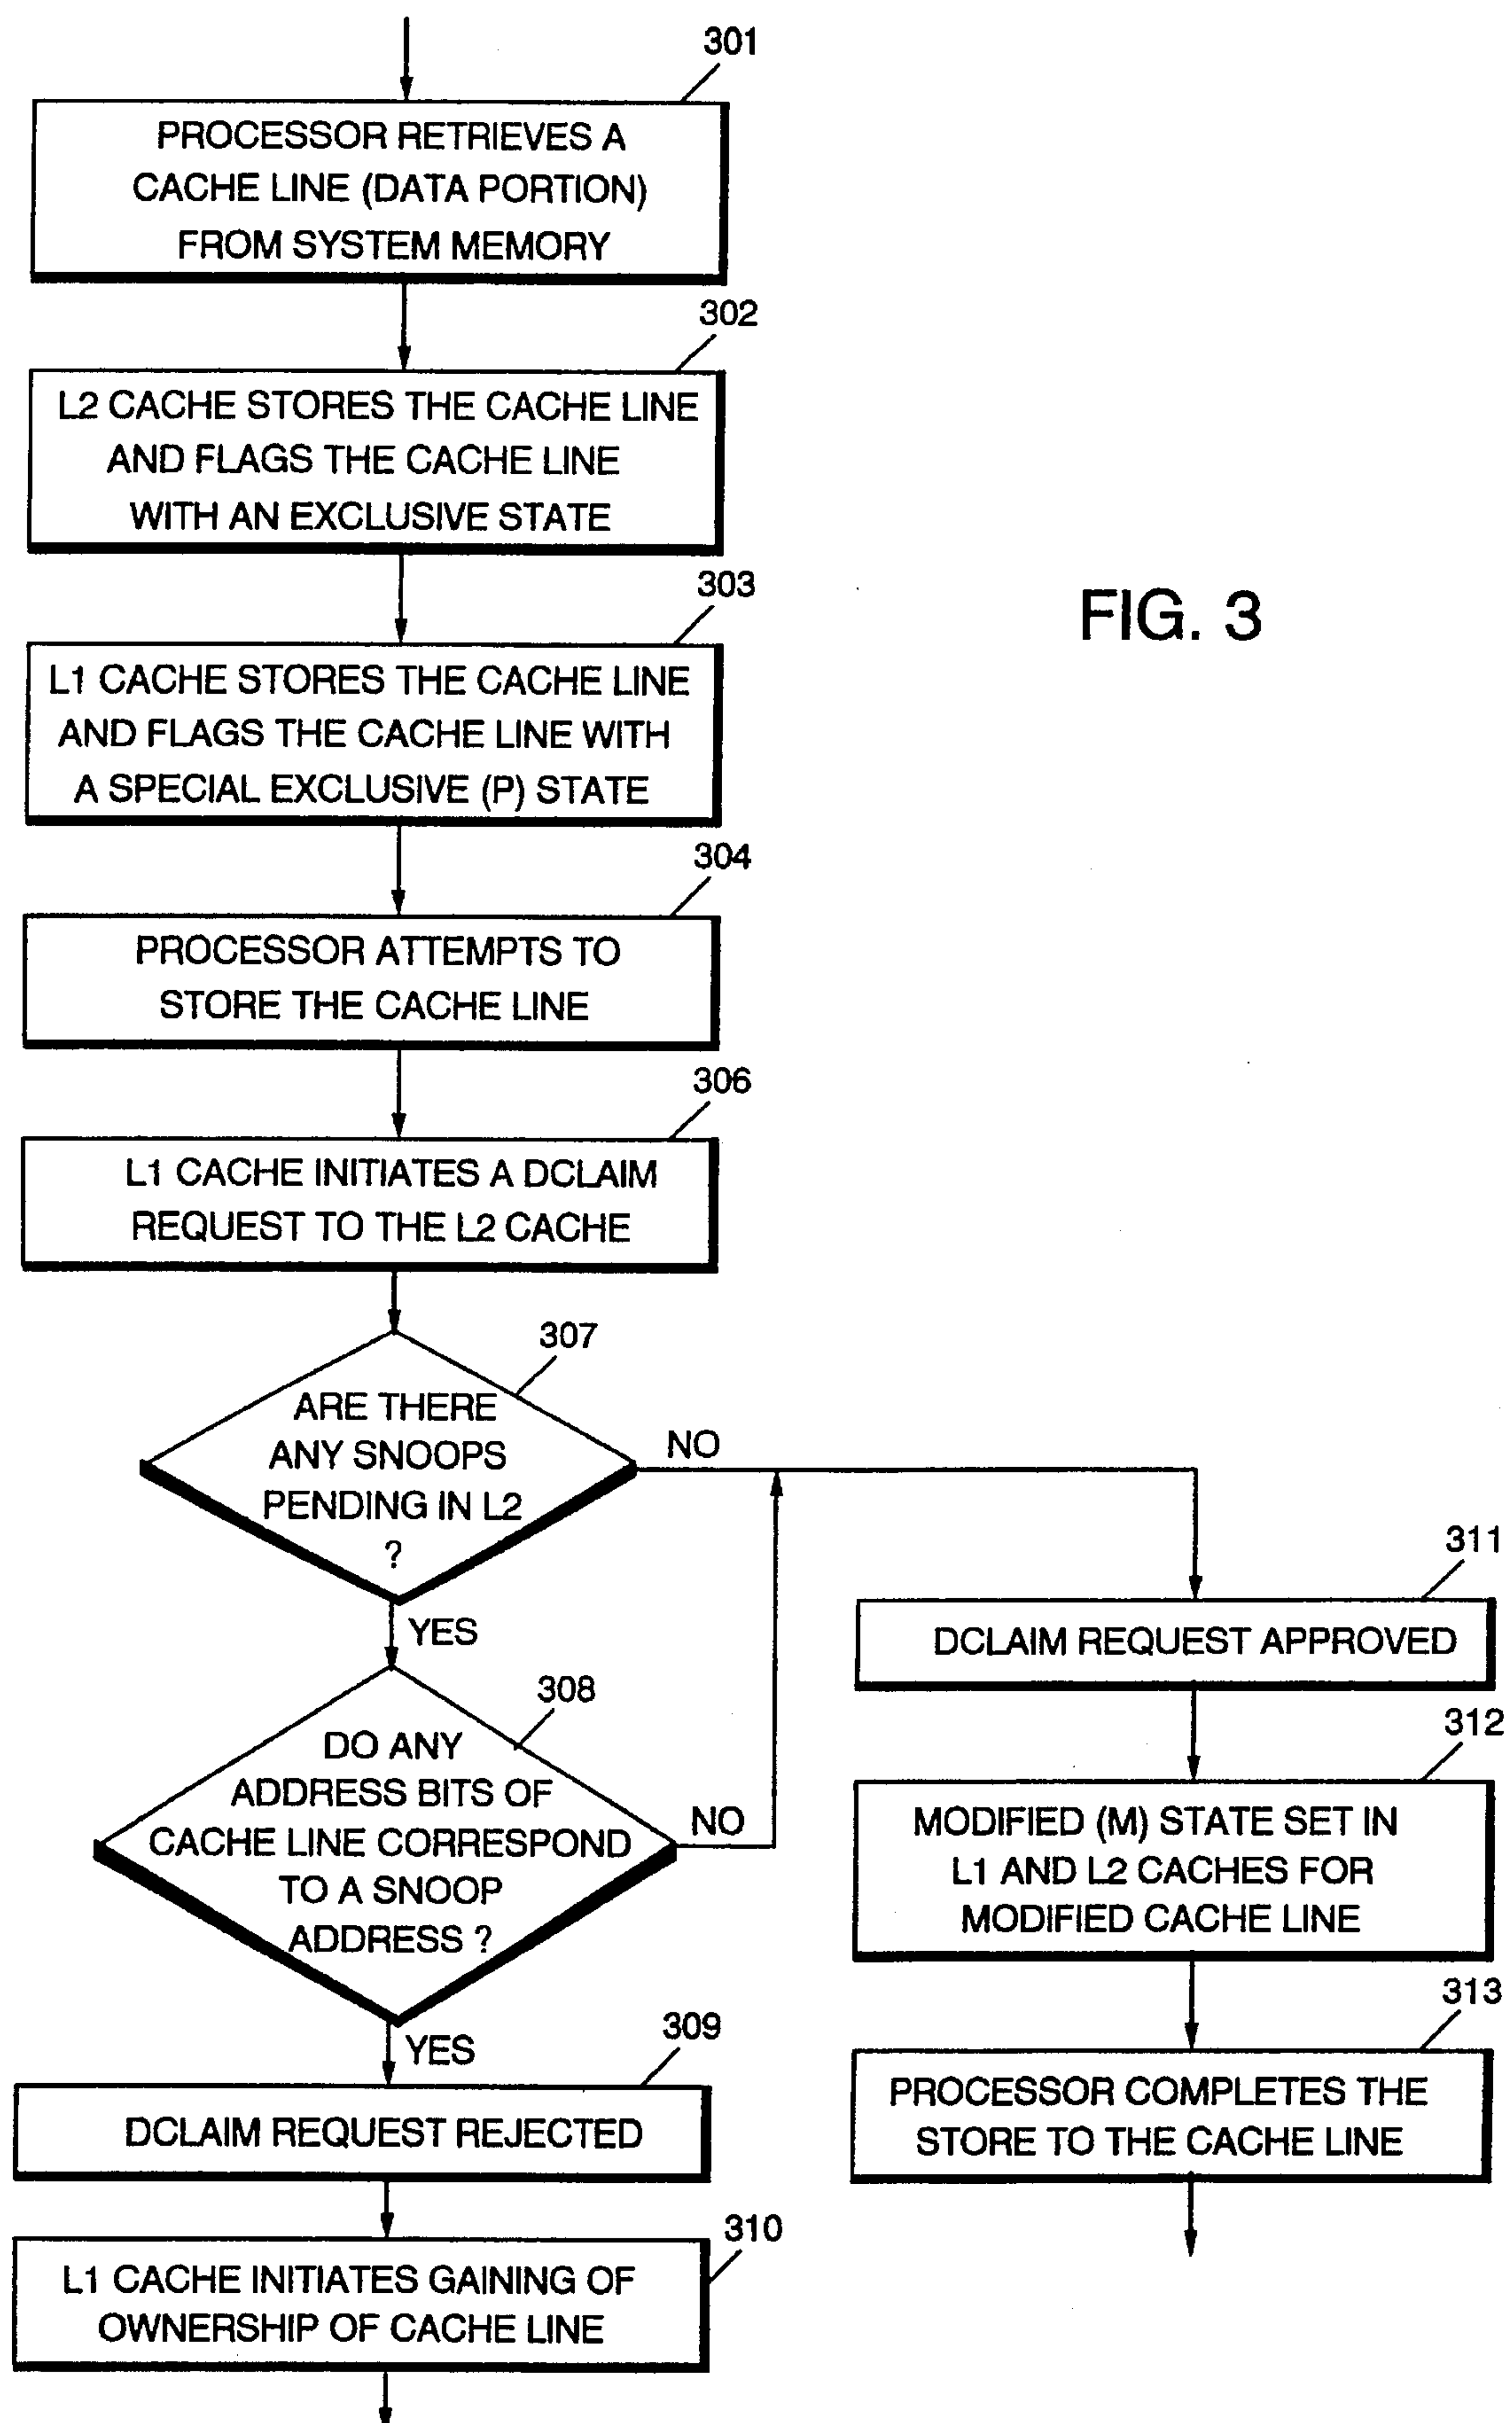 301
PROCESSOR RETRIEVES A
CACHE LINE (DATA PORTION)
FROM SYSTEM MEMORY
302
L2 CACHE STORES THE CACHE LINE
AND FLAGS THE CACHE LINE
WITH AN EXCLUSIVE STATE
303
L1 CACHE STORES THE CACHE LINE
AND FLAGS THE CACHE LINE WITH
A SPECIAL EXCLUSIVE (P) STATE
FIG. 3
304
PROCESSOR ATTEMPTS TO
STORE THE CACHE LINE
306
L1 CACHE INITIATES A DCLAIM
REQUEST TO THE L2 CACHE
307
ARE THERE
ANY SNOOPS
PENDING IN L2
?
NO
YES
308
DO ANY
ADDRESS BITS OF
CACHE LINE CORRESPOND
TO A SNOOP
ADDRESS ?
NO
YES
309
DCLAIM REQUEST REJECTED
310
L1 CACHE INITIATES GAINING OF
OWNERSHIP OF CACHE LINE
311
DCLAIM REQUEST APPROVED
312
MODIFIED (M) STATE SET IN
L1 AND L2 CACHES FOR
MODIFIED CACHE LINE
313
PROCESSOR COMPLETES THE
STORE TO THE CACHE LINE